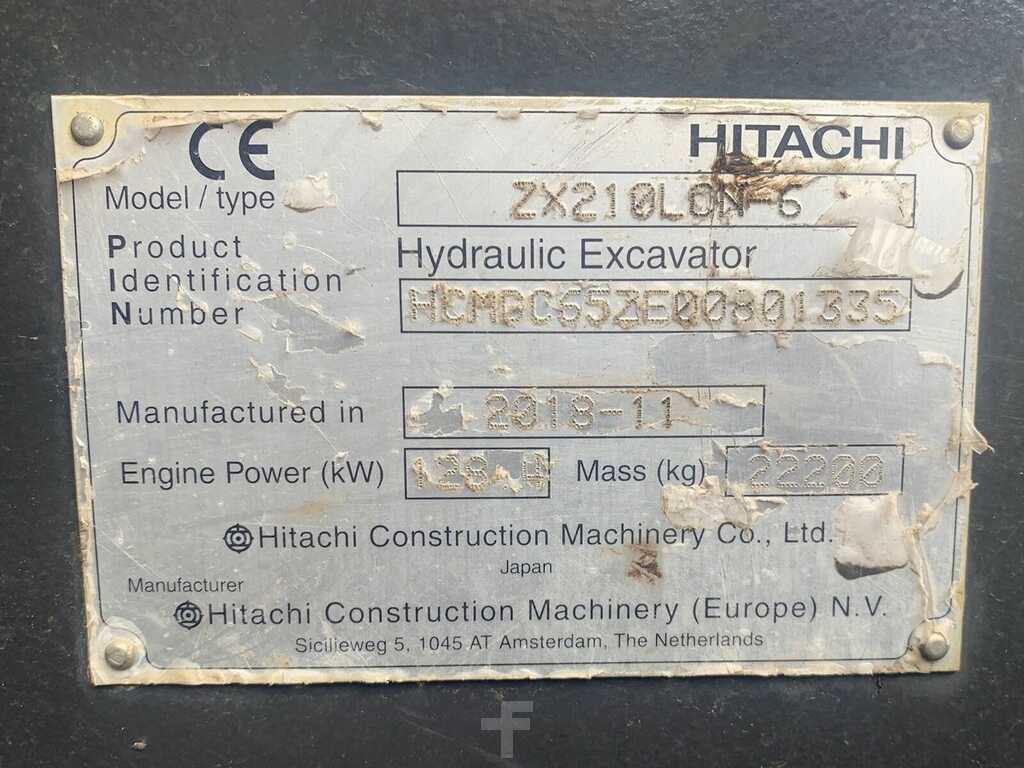 CE HITACHI
Model / type ZX210LCN-6
Product Hydraulic Excavator
Identification
Number
Manufactured in 2018-11
Engine Power (kW) 128.4 Mass (kg) 22200
Hitachi Construction Machinery Co., Ltd.
Japan
Manufacturer
Hitachi Construction Machinery (Europe) N.V.
Sicilieweg 5, 1045 AT Amsterdam, The Netherlands